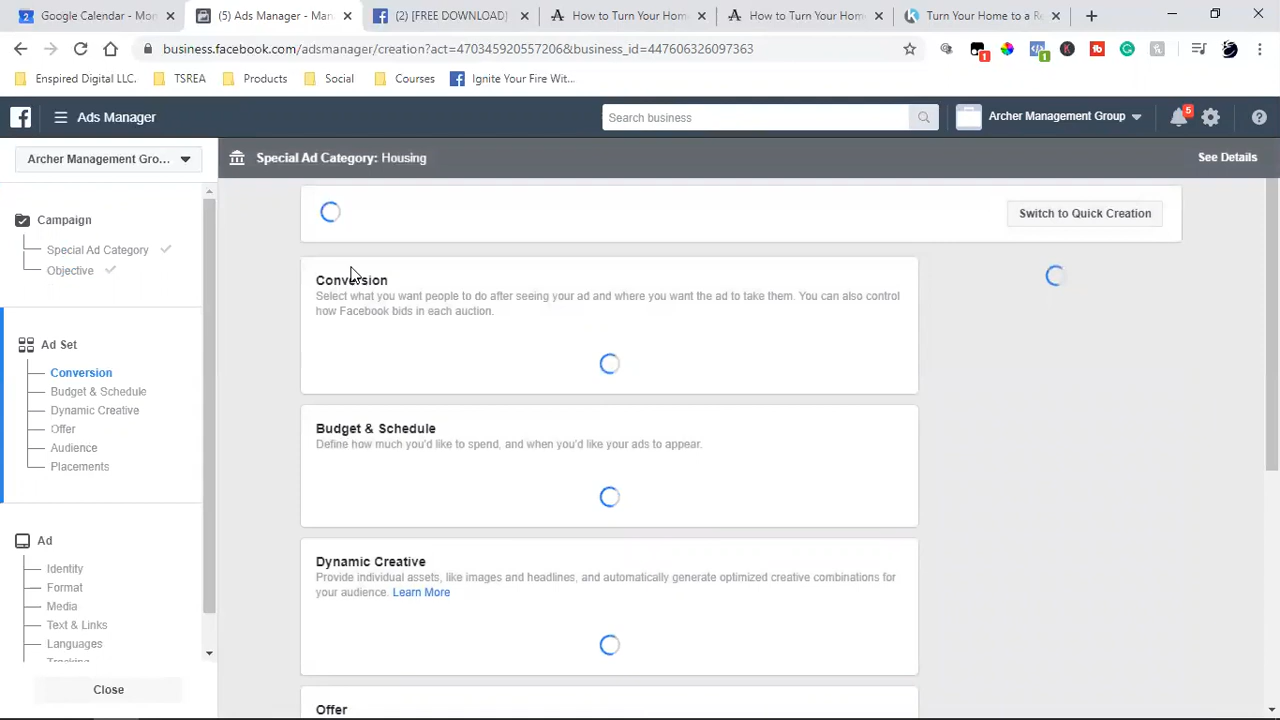 Google Calendar - Mon
(5) Ads Manager - Man
(2) [FREE DOWNLOAD]
How to Turn Your Hom
How to Turn Your Hom
Turn Your Home to a Re
business.facebook.com/adsmanager/creation?act=470345920557206&business_id=447606326097363
Enspired Digital LLC.
TSREA
Products
Social
Courses
Ignite Your Fire Wit...
Ads Manager
Search business
Archer Management Group
5
Archer Management Gro...
Special Ad Category: Housing
See Details
Campaign
Special Ad Category
Objective
Switch to Quick Creation
Conversion
Select what you want people to do after seeing your ad and where you want the ad to take them. You can also control
how Facebook bids in each auction.
Ad Set
Conversion
Budget & Schedule
Dynamic Creative
Offer
Audience
Placements
Budget & Schedule
Define how much you'd like to spend, and when you'd like your ads to appear.
Ad
Identity
Format
Media
Text & Links
Languages
Tracking
Dynamic Creative
Provide individual assets, like images and headlines, and automatically generate optimized creative combinations for
your audience. Learn More
Close
Offer